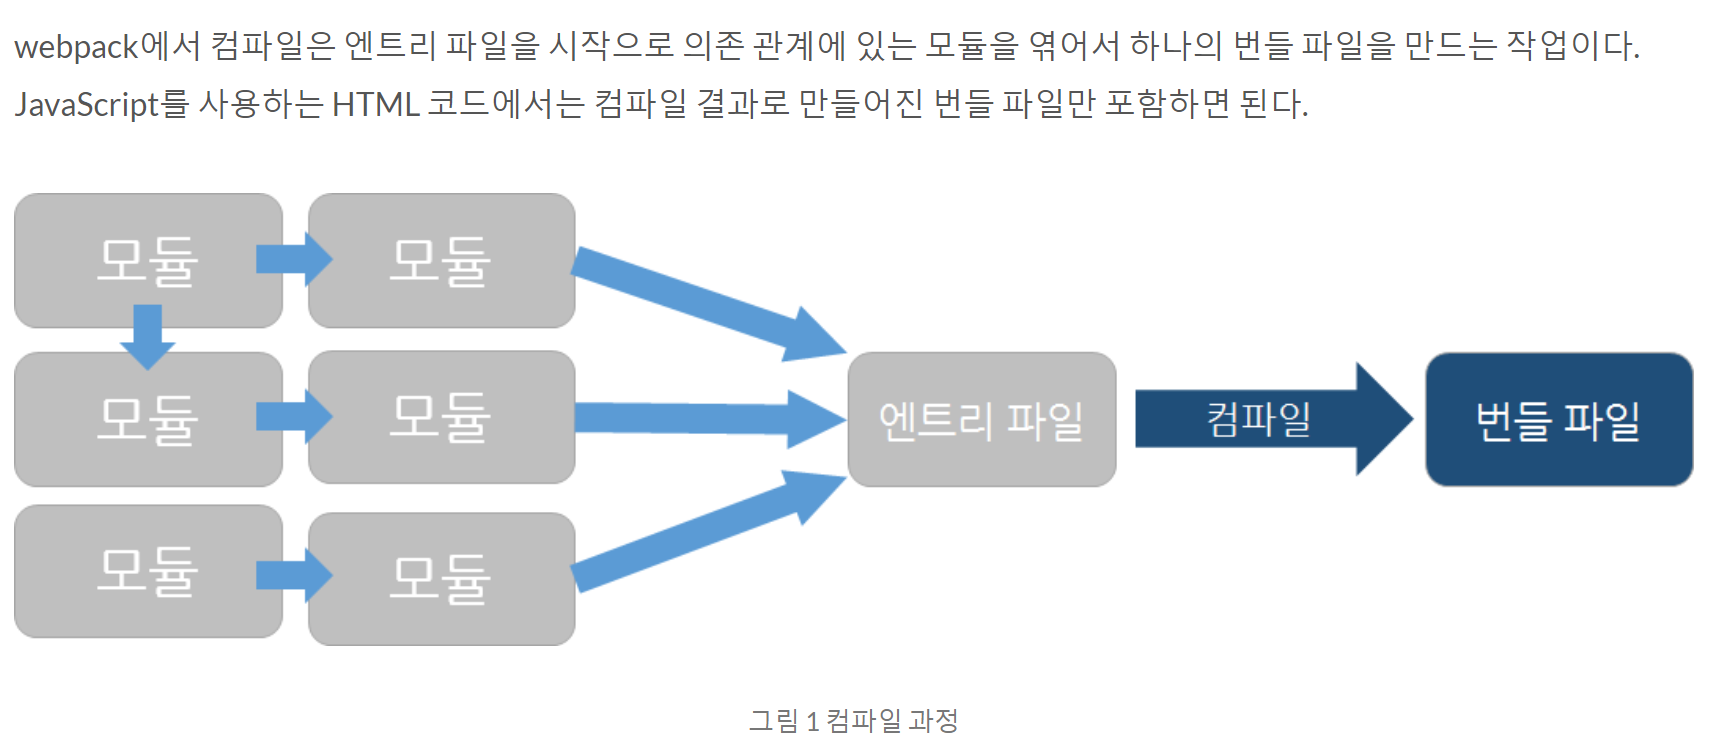 webpack에서 컴파일은 엔트리 파일을 시작으로 의존 관계에 있는 모듈을 엮어서 하나의 번들 파일을 만드는 작업이다.
JavaScript를 사용하는 HTML 코드에서는 컴파일 결과로 만들어진 번들 파일만 포함하면 된다.
모듈
모듈
모듈
모듈
엔트리 파일
컴파일
번들 파일
모듈
모듈
그림 1 컴파일 과정